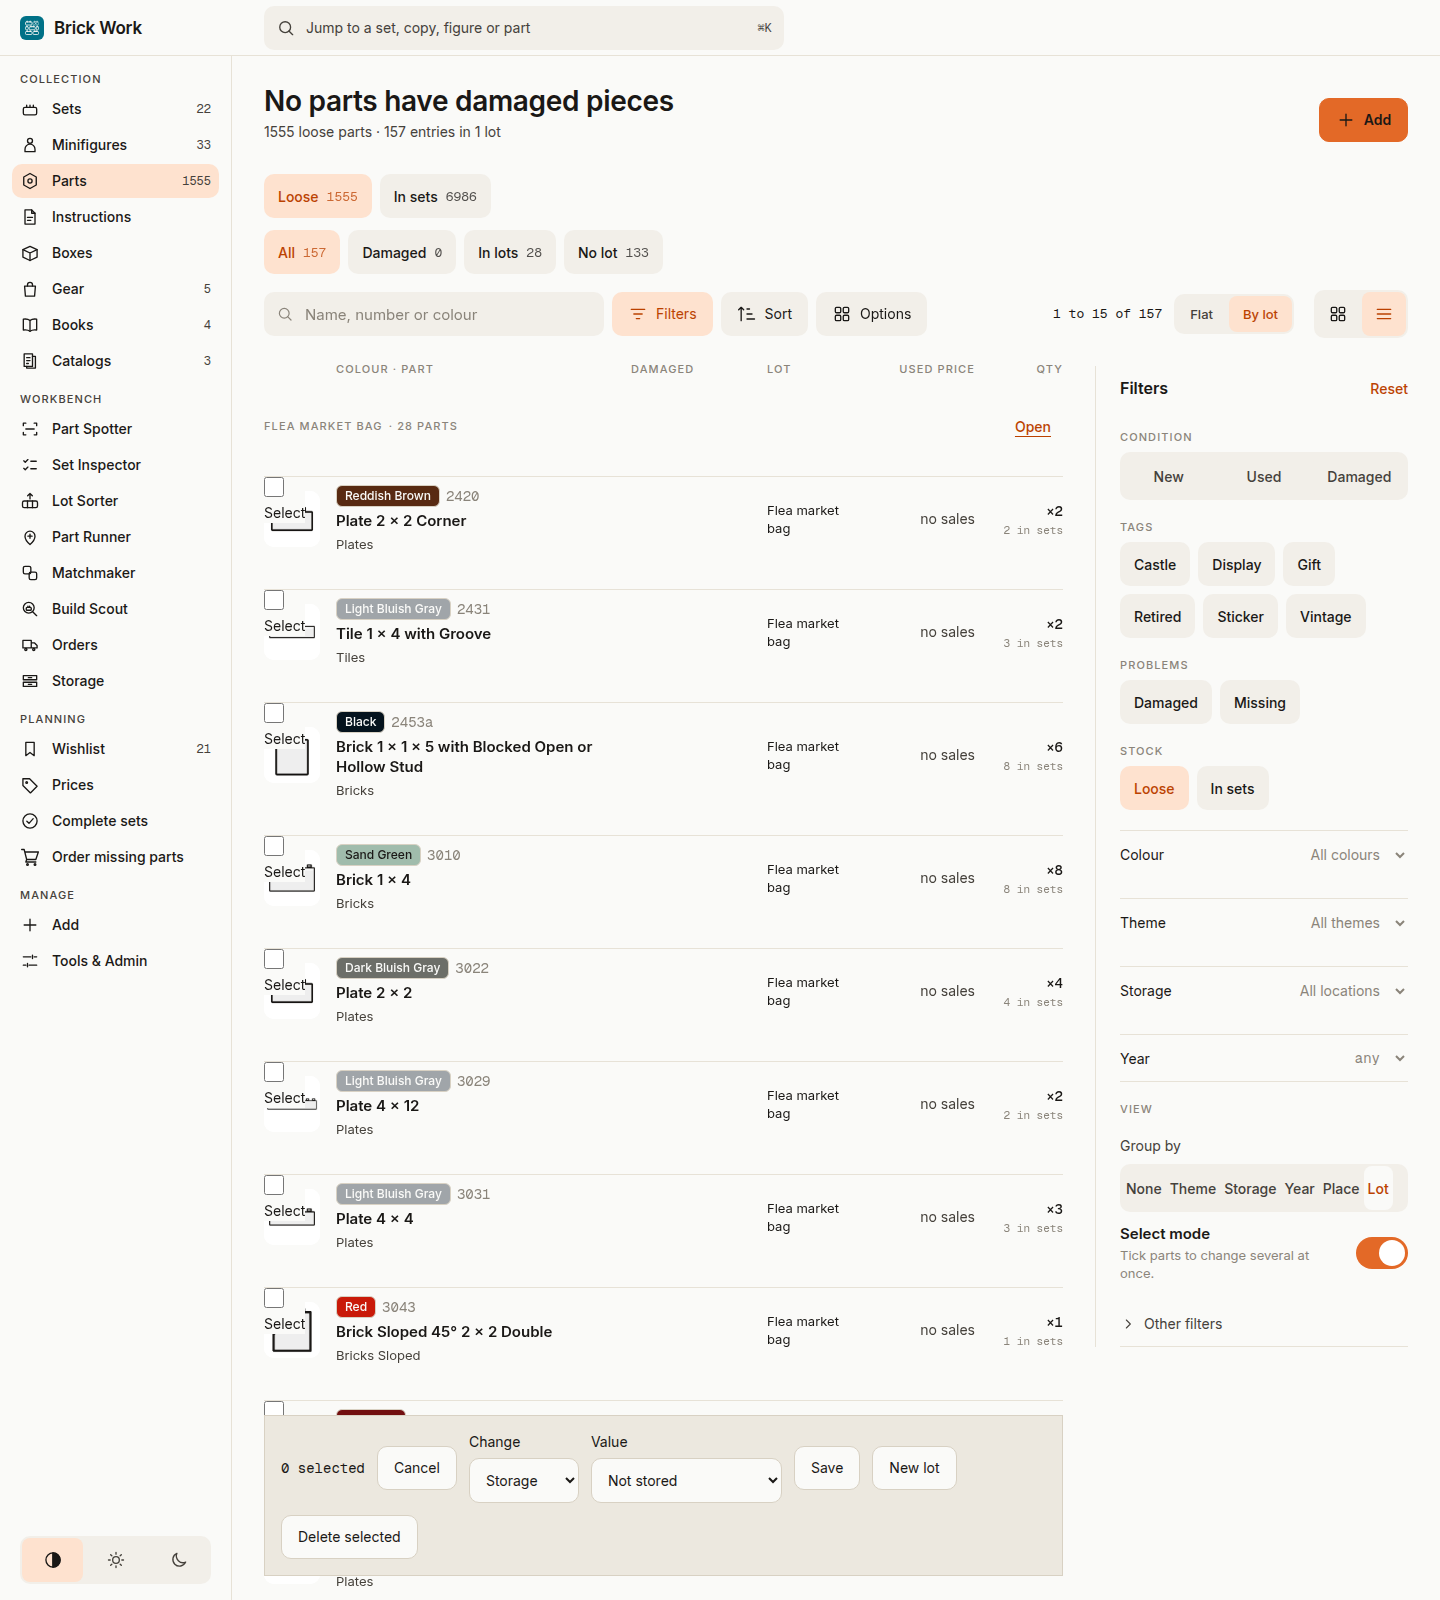 Brick Work
Jump to a set, copy, figure or part
⌘K
COLLECTION
Sets 22
Minifigures 33
Parts 1555
Instructions
Boxes
Gear 5
Books 4
Catalogs 3
WORKBENCH
Part Spotter
Set Inspector
Lot Sorter
Part Runner
Matchmaker
Build Scout
Orders
Storage
PLANNING
Wishlist 21
Prices
Complete sets
Order missing parts
MANAGE
Add
Tools & Admin
No parts have damaged pieces
1555 loose parts · 157 entries in 1 lot
Add
Loose 1555 In sets 6986
All 157 Damaged 0 In lots 28 No lot 133
Name, number or colour Filters Sort Options 1 to 15 of 157 Flat By lot
COLOUR · PART DAMAGED LOT USED PRICE QTY
FLEA MARKET BAG · 28 PARTS Open
Select
Reddish Brown 2420
Plate 2 × 2 Corner
Plates
Flea market
bag
no sales
×2
2 in sets
Select
Light Bluish Gray 2431
Tile 1 × 4 with Groove
Tiles
Flea market
bag
no sales
×2
3 in sets
Select
Black 2453a
Brick 1 × 1 × 5 with Blocked Open or
Hollow Stud
Bricks
Flea market
bag
no sales
×6
8 in sets
Select
Sand Green 3010
Brick 1 × 4
Bricks
Flea market
bag
no sales
×8
8 in sets
Select
Dark Bluish Gray 3022
Plate 2 × 2
Plates
Flea market
bag
no sales
×4
4 in sets
Select
Light Bluish Gray 3029
Plate 4 × 12
Plates
Flea market
bag
no sales
×2
2 in sets
Select
Light Bluish Gray 3031
Plate 4 × 4
Plates
Flea market
bag
no sales
×3
3 in sets
Select
Red 3043
Brick Sloped 45° 2 × 2 Double
Bricks Sloped
Flea market
bag
no sales
×1
1 in sets
0 selected
Cancel
Change
Storage
Value
Not stored
Save
New lot
Delete selected
Plates
Filters Reset
CONDITION
New Used Damaged
TAGS
Castle Display Gift
Retired Sticker Vintage
PROBLEMS
Damaged Missing
STOCK
Loose In sets
Colour All colours
Theme All themes
Storage All locations
Year any
VIEW
Group by
None Theme Storage Year Place Lot
Select mode
Tick parts to change several at
once.
Other filters